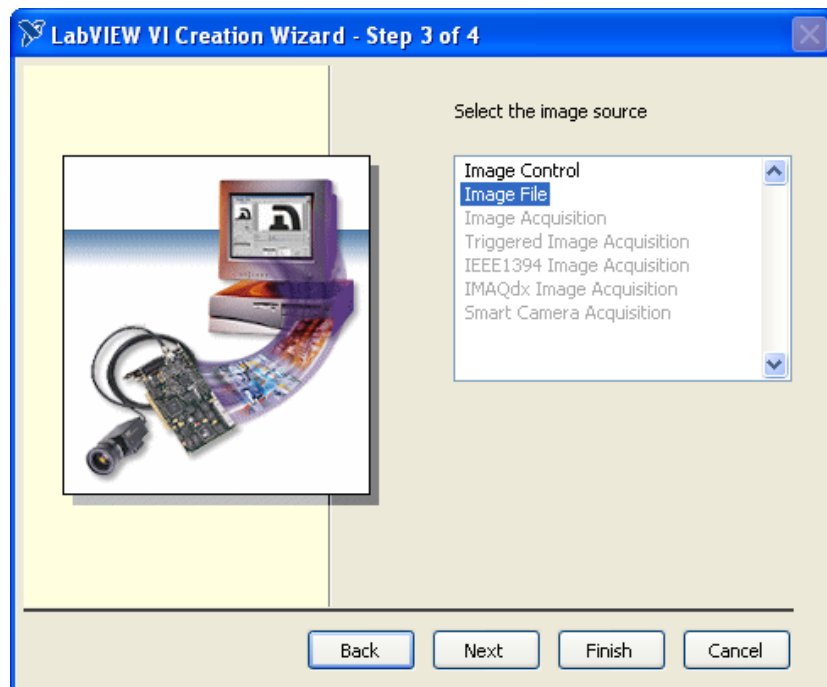 LabVIEW VI Creation Wizard - Step 3 of 4
Select the image source
Image Control
Image File
Image Acquisition
Triggered Image Acquisition
IEEE1394 Image Acquisition
IMAQdx Image Acquisition
Smart Camera Acquisition
Back
Next
Finish
Cancel